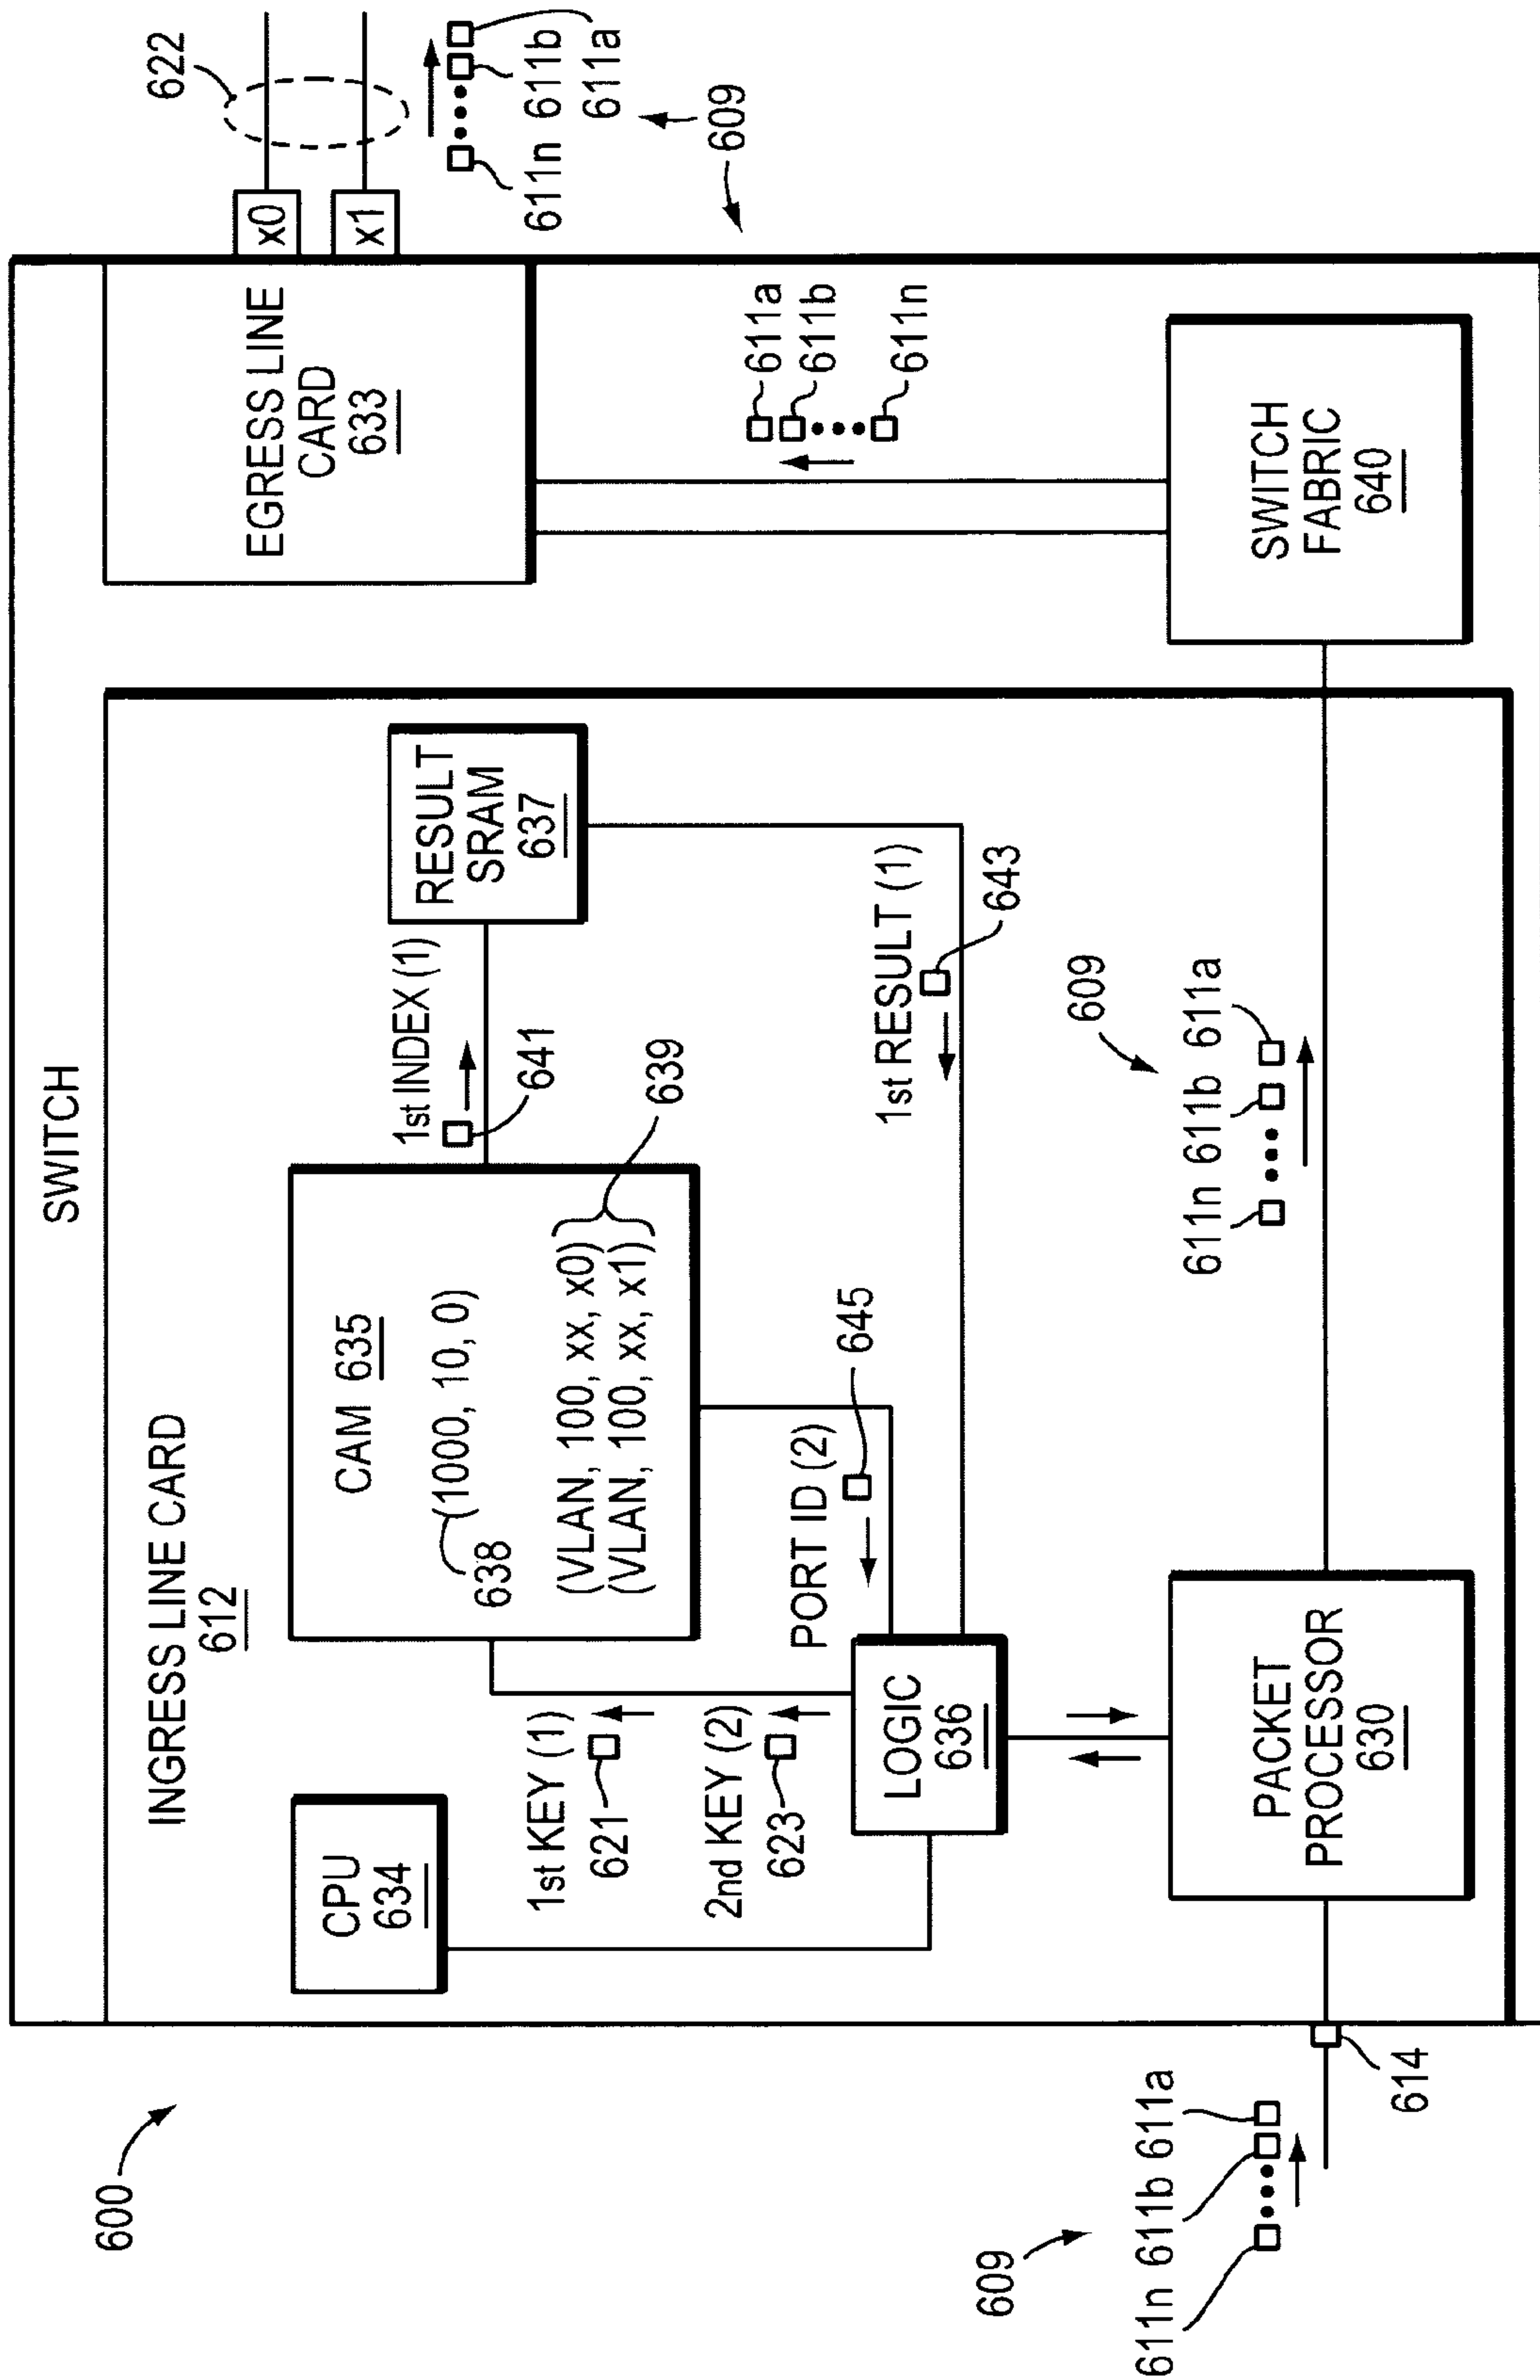 SWITCH
600
INGRESS LINE CARD
612
CPU
634
CAM 635
638
(1000, 10, 0)
(VLAN, 100, xx, x0)
(VLAN, 100, xx, x1)
639
1st INDEX (1)
641
RESULT
SRAM
637
1st KEY (1)
621
2nd KEY (2)
623
PORT ID (2)
645
1st RESULT (1)
643
LOGIC
636
PACKET
PROCESSOR
630
609
611n 611b 611a
614
609
611n 611b 611a
SWITCH
FABRIC
640
611a
611b
611n
EGRESS LINE
CARD
633
x0
x1
622
611n 611b
611a
609